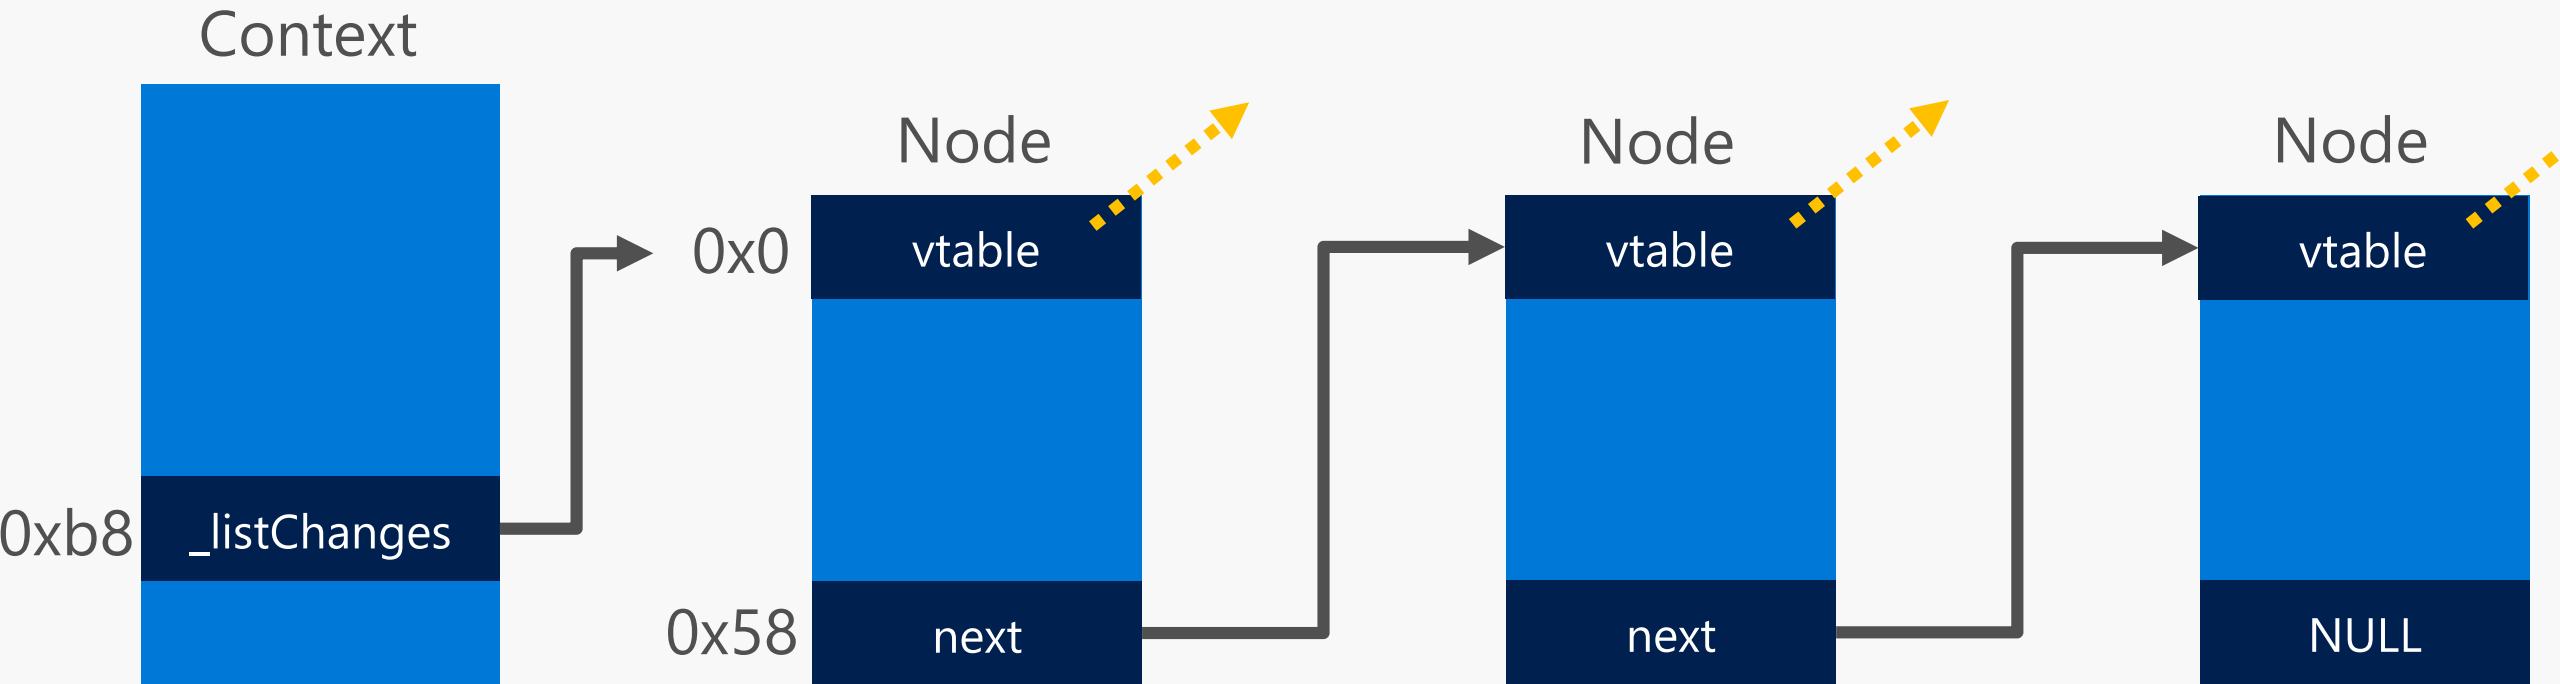 Context
0xb8
_listChanges
Node
0x0
vtable
0x58
next
Node
vtable
next
Node
vtable
NULL